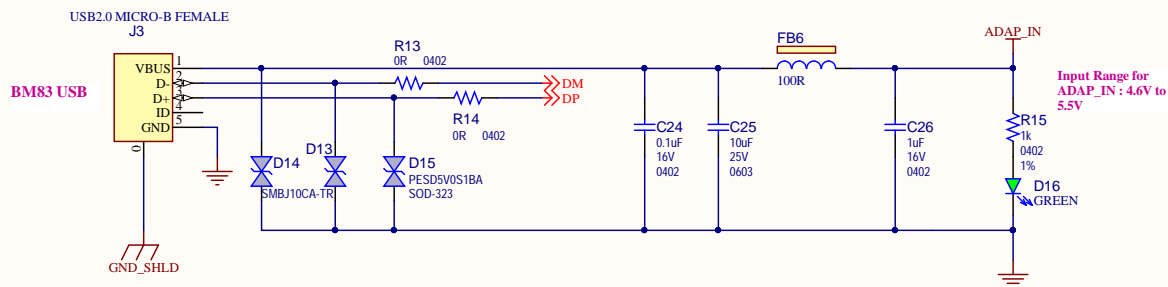 USB2.0 MICRO-B FEMALE
J3
BM83 USB
VBUS 1
D- 2
D+ 3
ID 4
GND 5
0
GND_SHLD
R13
0R 0402
DM
DP
R14
0R 0402
D14
SMBJ10CA-TR
D13
D15
PESD5V0S1BA
SOD-323
C24
0.1uF
16V
0402
C25
10uF
25V
0603
FB6
100R
C26
1uF
16V
0402
ADAP_IN
R15
1k
0402
1%
D16
GREEN
Input Range for
ADAP_IN : 4.6V to
5.5V